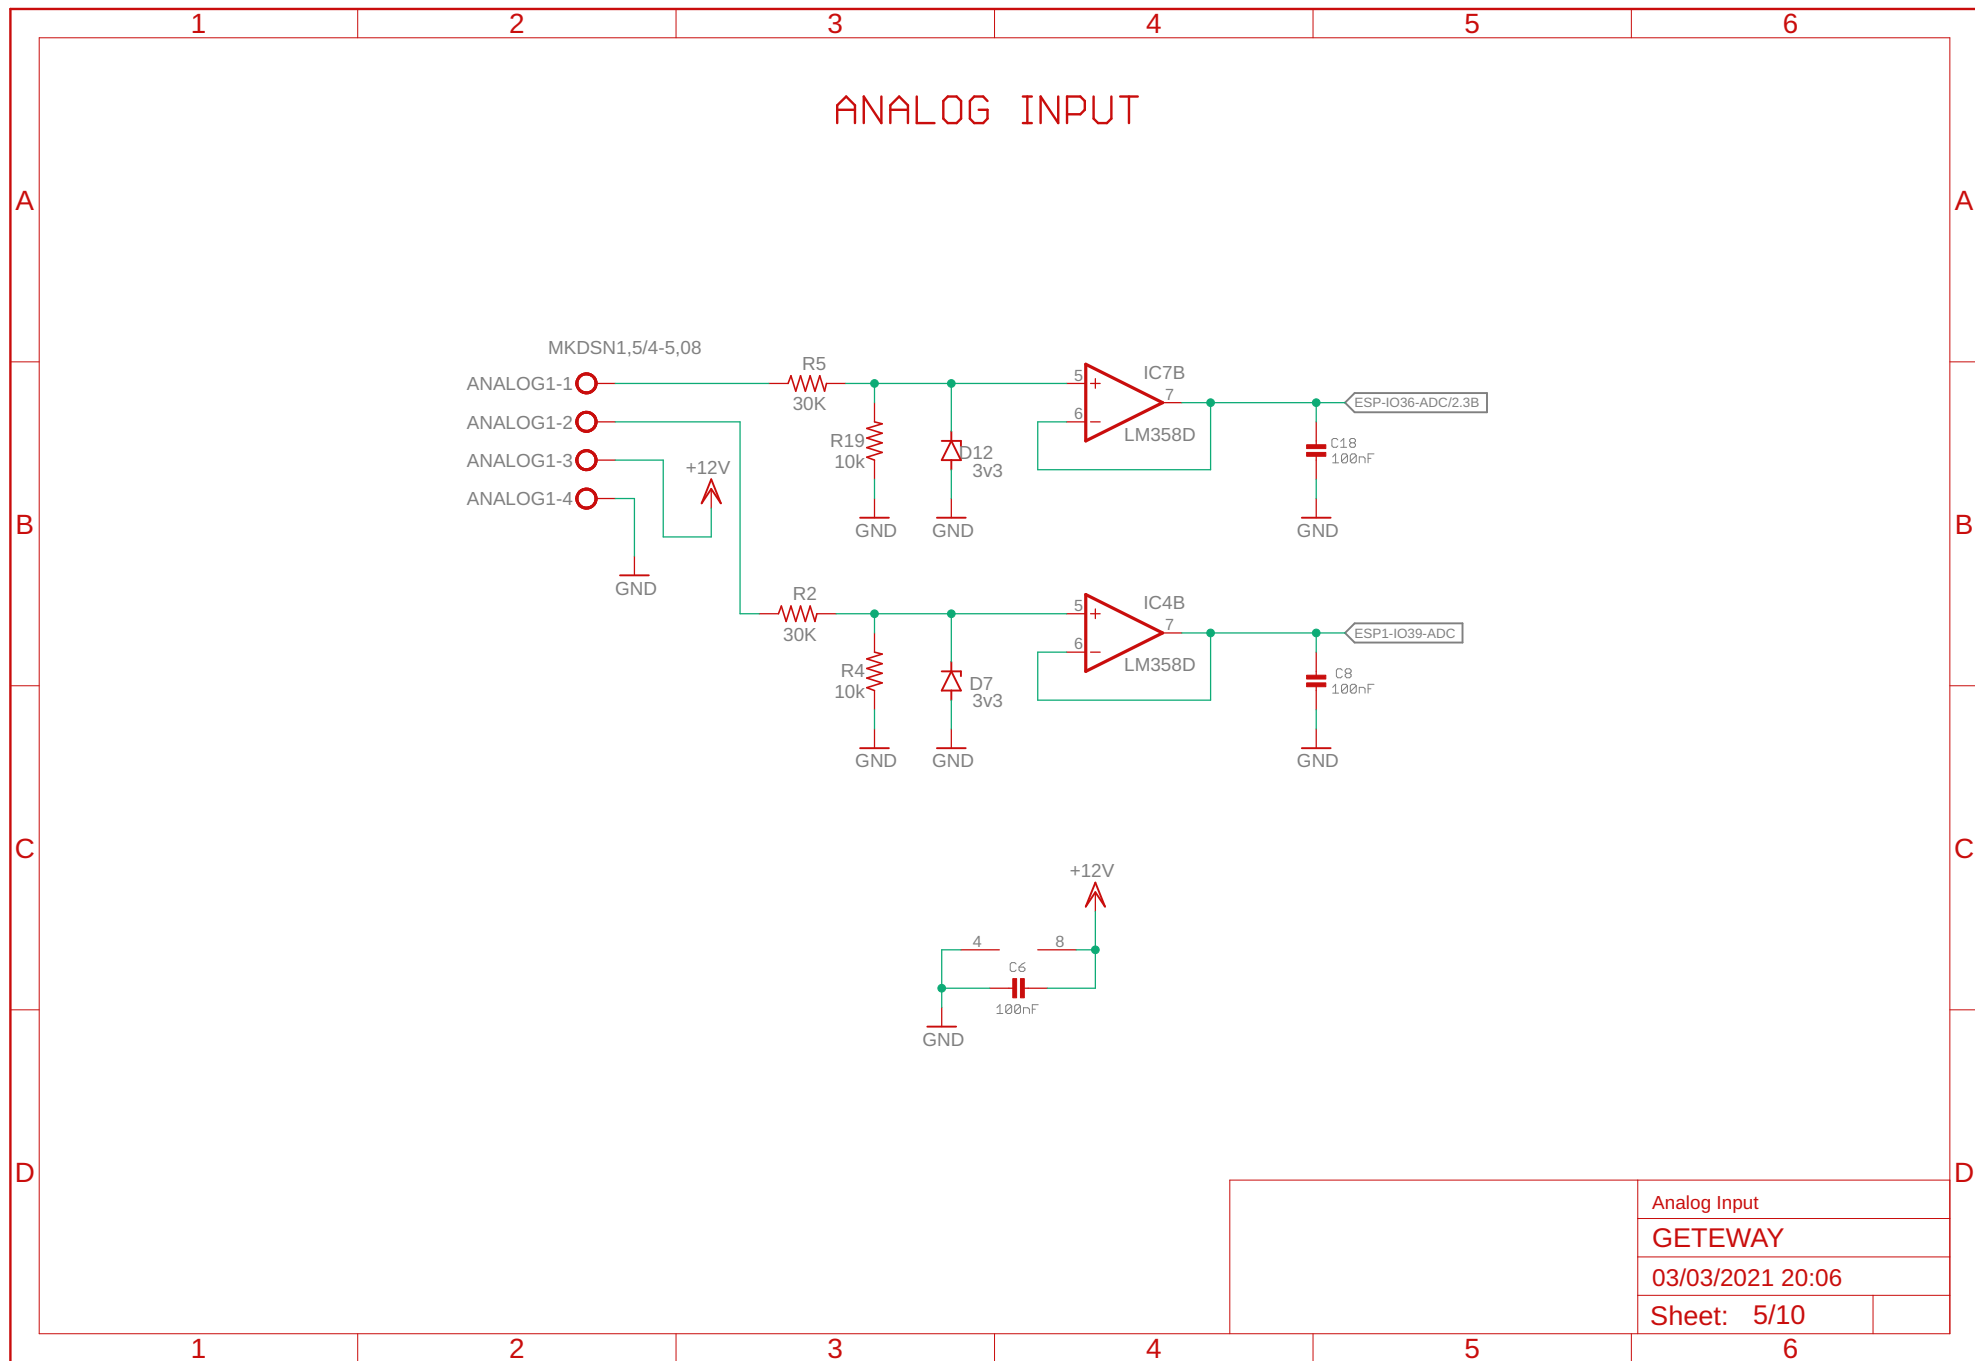 1 2 3 4 5 6
ANALOG INPUT
A A
MKDSN1,5/4-5,08
ANALOG1-1
ANALOG1-2
ANALOG1-3
ANALOG1-4
+12V
GND
R5
30K
R19
10k
GND
D12
3v3
GND
5
6
7
IC7B
LM358D
ESP-IO36-ADC/2.3B
C18
100nF
GND
B B
R2
30K
R4
10k
GND
D7
3v3
GND
5
6
7
IC4B
LM358D
ESP1-IO39-ADC
C8
100nF
GND
C C
+12V
4 8
C6
100nF
GND
D D
Analog Input
GETEWAY
03/03/2021 20:06
Sheet: 5/10
1 2 3 4 5 6